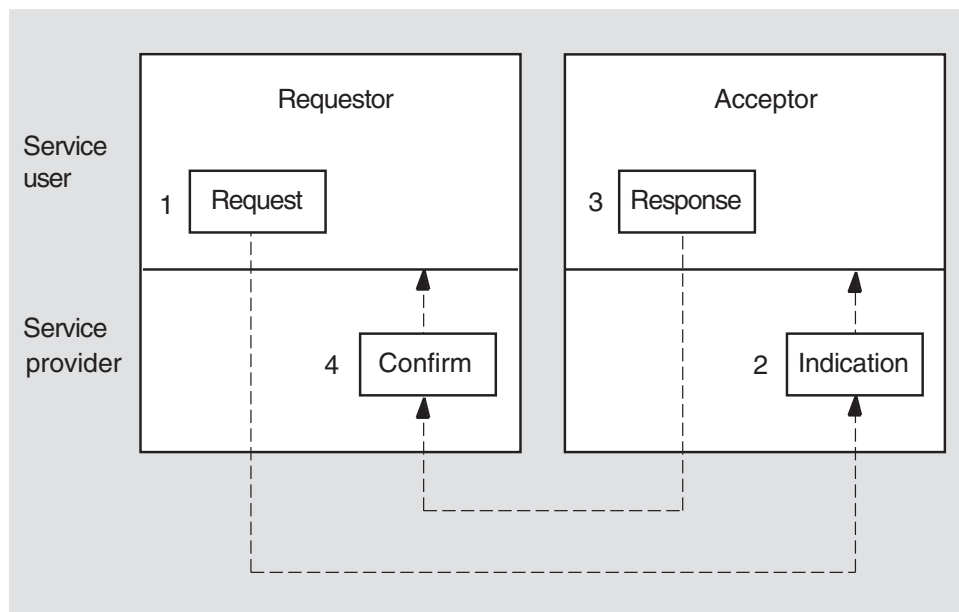 Requestor
Acceptor
Service
user
1
Request
3
Response
Service
provider
4
Confirm
2
Indication